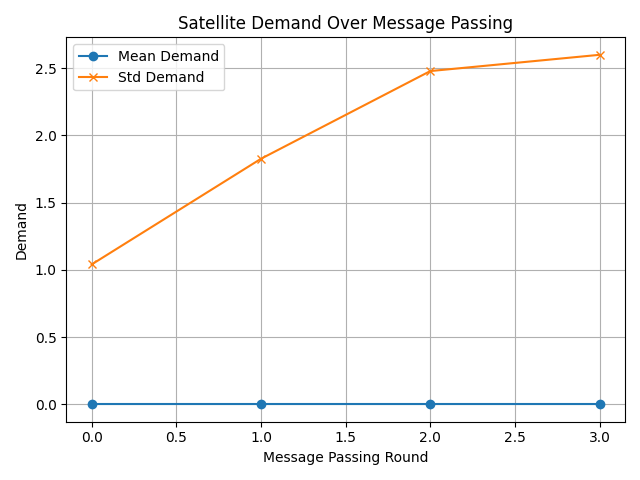 Satellite Demand Over Message Passing
Mean Demand
Std Demand
Demand
2.5
2.0
1.5
1.0
0.5
0.0
0.0 0.5 1.0 1.5 2.0 2.5 3.0
Message Passing Round